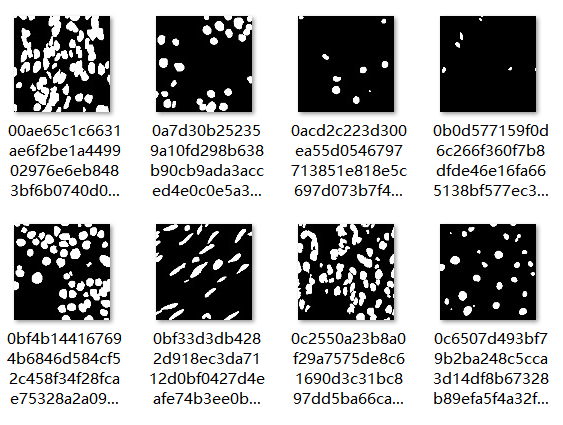 00ae65c1c6631
ae6f2be1a4499
02976e6eb848
3bf6b0740d0...
0a7d30b25235
9a10fd298b638
b90cb9ada3acc
ed4e0c0e5a3...
0acd2c223d300
ea55d0546797
713851e818e5c
697d073b7f4...
0b0d577159f0d
6c266f360f7b8
dfde46e16fa66
5138bf577ec3...
0bf4b14416769
4b6846d584cf5
2c458f34f28fca
e75328a2a09...
0bf33d3db428
2d918ec3da71
12d0bf0427d4e
afe74b3ee0b...
0c2550a23b8a0
f29a7575de8c6
1690d3c31bc8
97dd5ba66ca...
0c6507d493bf7
9b2ba248c5cca
3d14df8b67328
b89efa5f4a32f...